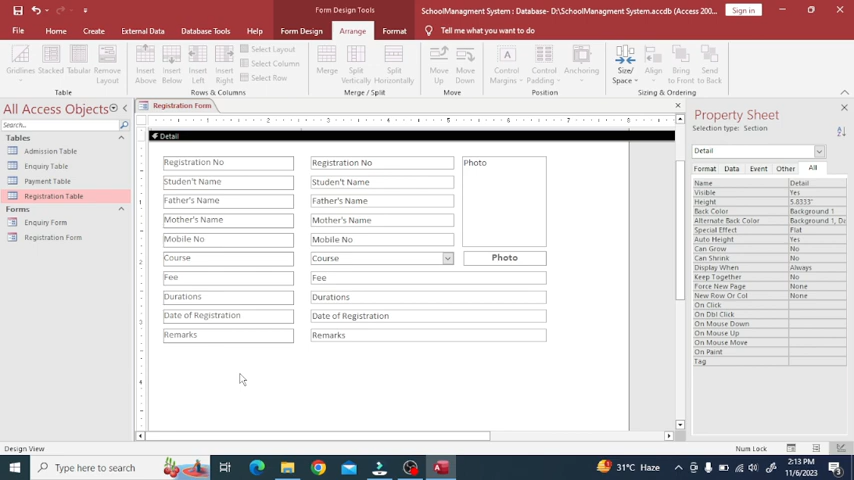 Form Design Tools
SchoolManagment System : Database- D:\SchoolManagment System.accdb (Access 200...
Sign in
File
Home
Create
External Data
Database Tools
Help
Form Design
Arrange
Format
Tell me what you want to do
Gridlines
Stacked
Tabular
Remove Layout
Insert Above
Insert Below
Insert Left
Insert Right
Select Layout
Select Column
Select Row
Merge
Split Vertically
Split Horizontally
Move Up
Move Down
Control Margins
Control Padding
Anchoring
Size/ Space
Align
Bring to Front
Send to Back
Table
Rows & Columns
Merge / Split
Move
Position
Sizing & Ordering
All Access Objects
Search...
Tables
Admission Table
Enquiry Table
Payment Table
Registration Table
Forms
Enquiry Form
Registration Form
Registration Form
Detail
Registration No
Registration No
Photo
Student't Name
Student't Name
Father's Name
Father's Name
Mother's Name
Mother's Name
Mobile No
Mobile No
Course
Course
Photo
Fee
Fee
Durations
Durations
Date of Registration
Date of Registration
Remarks
Remarks
Property Sheet
Selection type: Section
Detail
Format
Data
Event
Other
All
Name Detail
Visible Yes
Height 5.8333"
Back Color Background 1
Alternate Back Color Background 1, Da
Special Effect Flat
Auto Height Yes
Can Grow No
Can Shrink No
Display When Always
Keep Together No
Force New Page None
New Row Or Col None
On Click
On Dbl Click
On Mouse Down
On Mouse Up
On Mouse Move
On Paint
Tag
Design View
Num Lock
Type here to search
31°C Haze
2:13 PM
11/6/2023